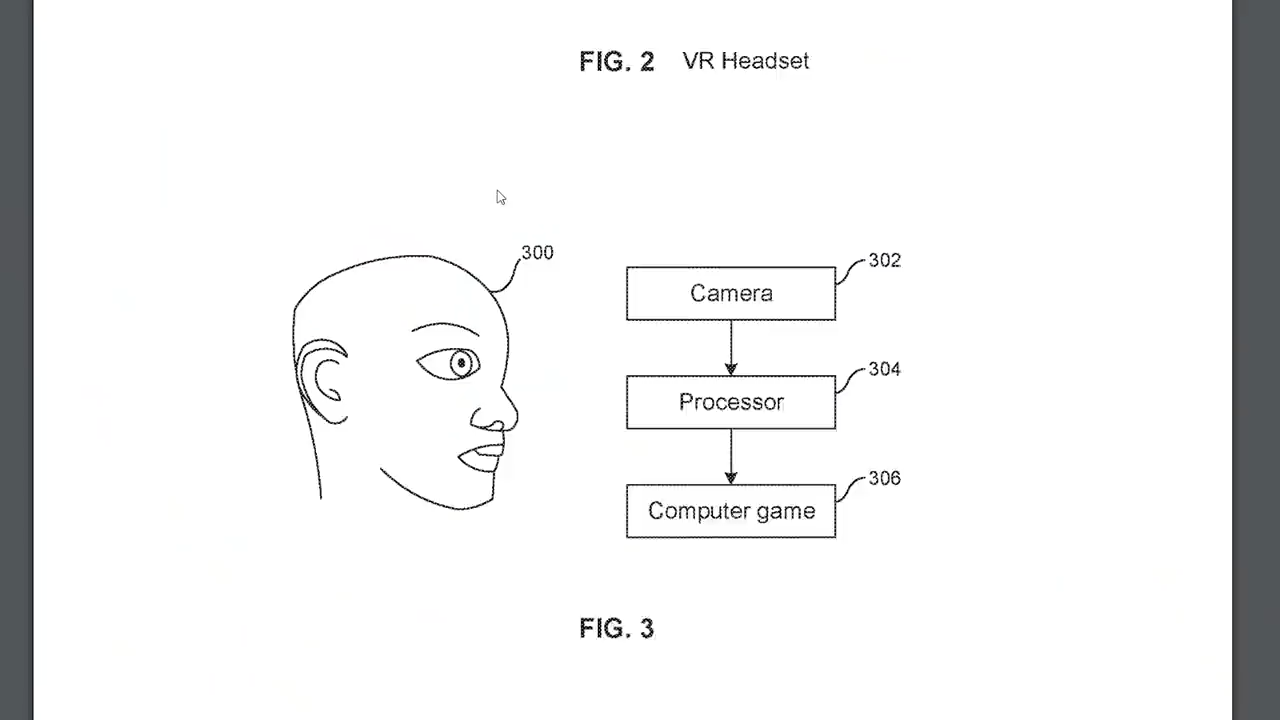 FIG. 2 VR Headset
300
302
Camera
304
Processor
306
Computer game
FIG. 3